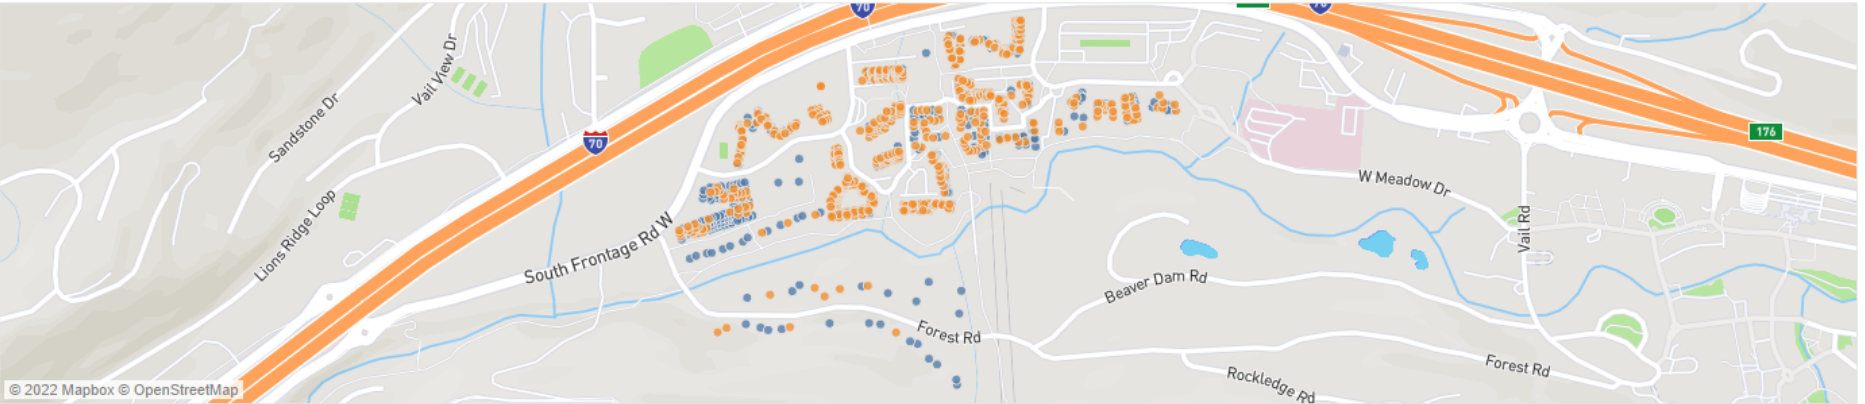 70
70
Vail View Dr
Sandstone Dr
176
70
W Meadow Dr
Lions Ridge Loop
Vail Rd
South Frontage Rd W
Beaver Dam Rd
Forest Rd
Forest Rd
Rockledge Rd
© 2022 Mapbox © OpenStreetMap